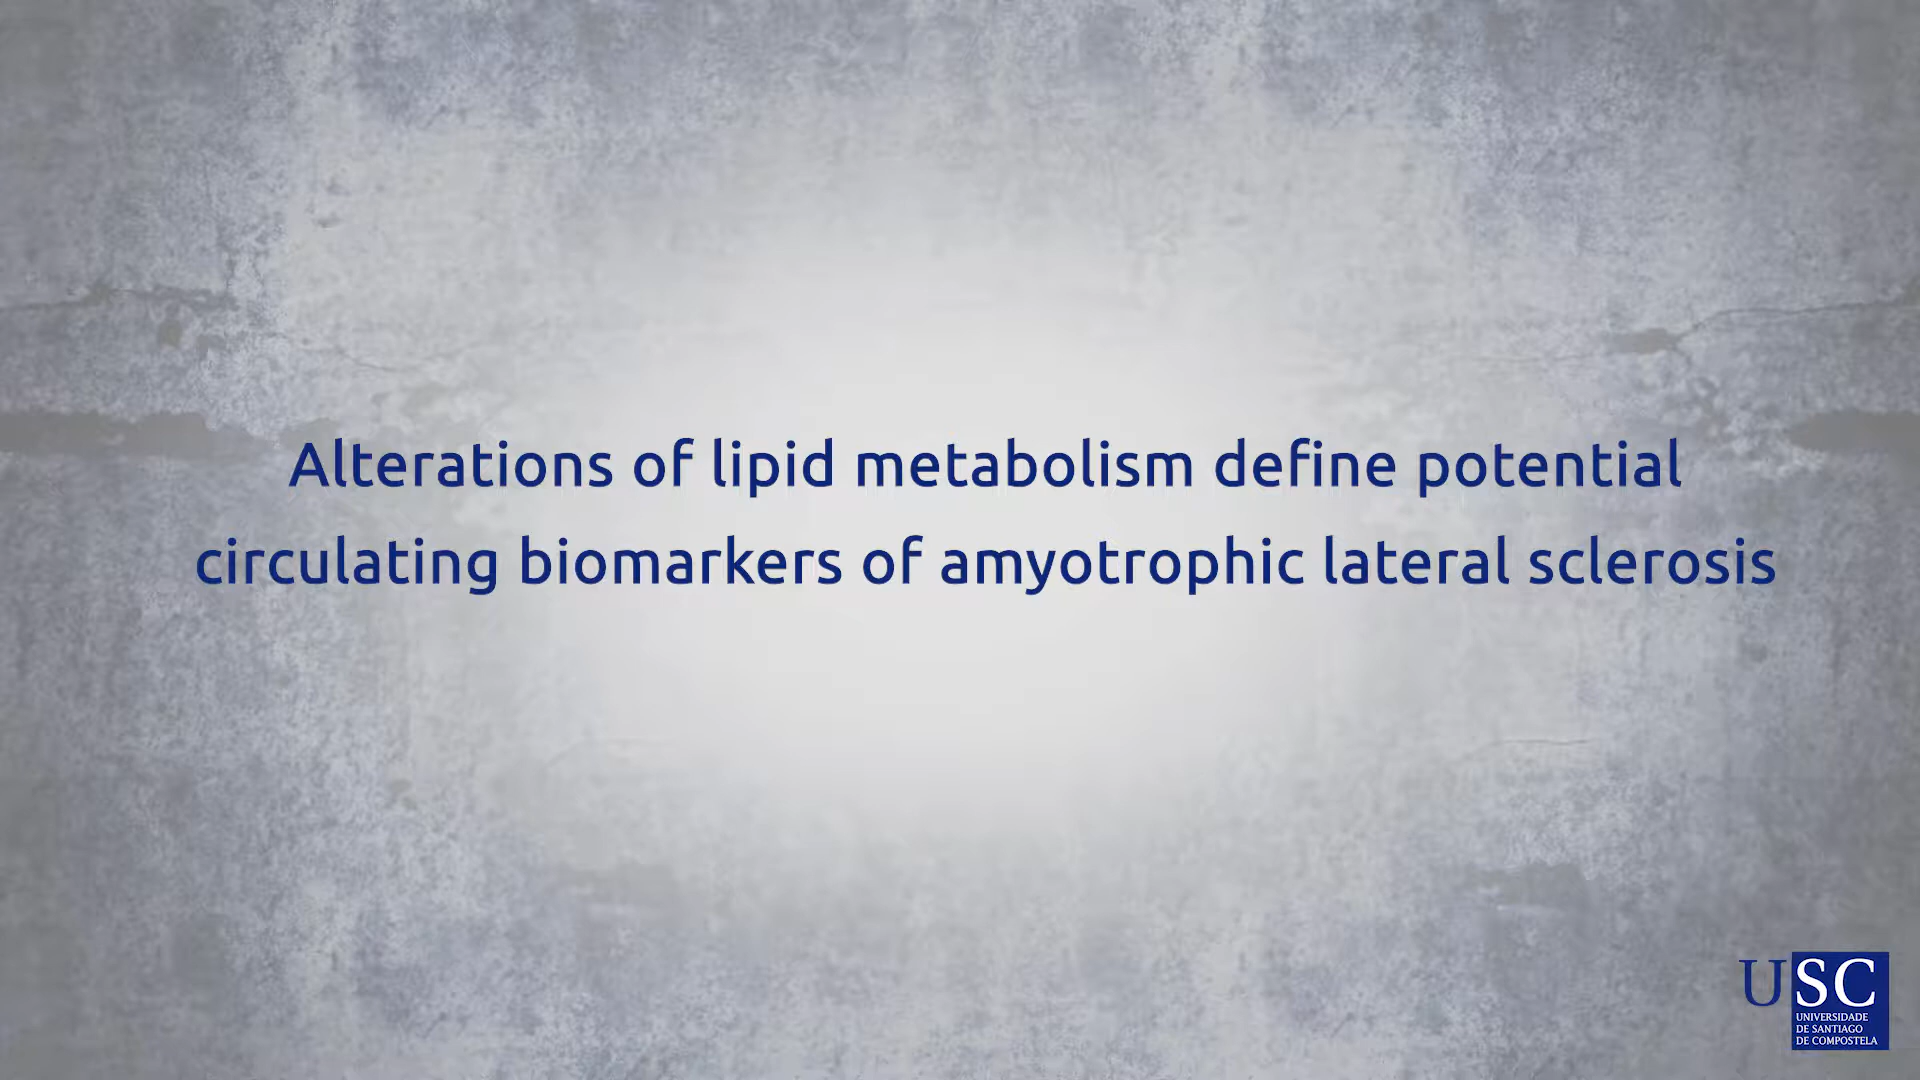 Alterations of lipid metabolism define potential
circulating biomarkers of amyotrophic lateral sclerosis
USC
UNIVERSIDADE
DE SANTIAGO
DE COMPOSTELA